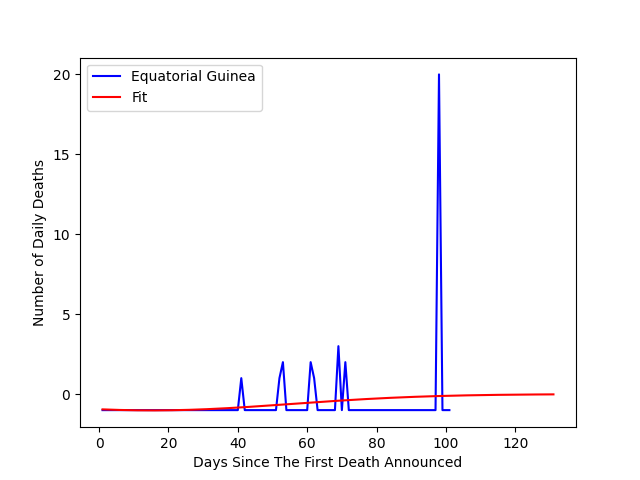 Equatorial Guinea
Fit
Number of Daily Deaths
20
15
10
5
0
0 20 40 60 80 100 120
Days Since The First Death Announced